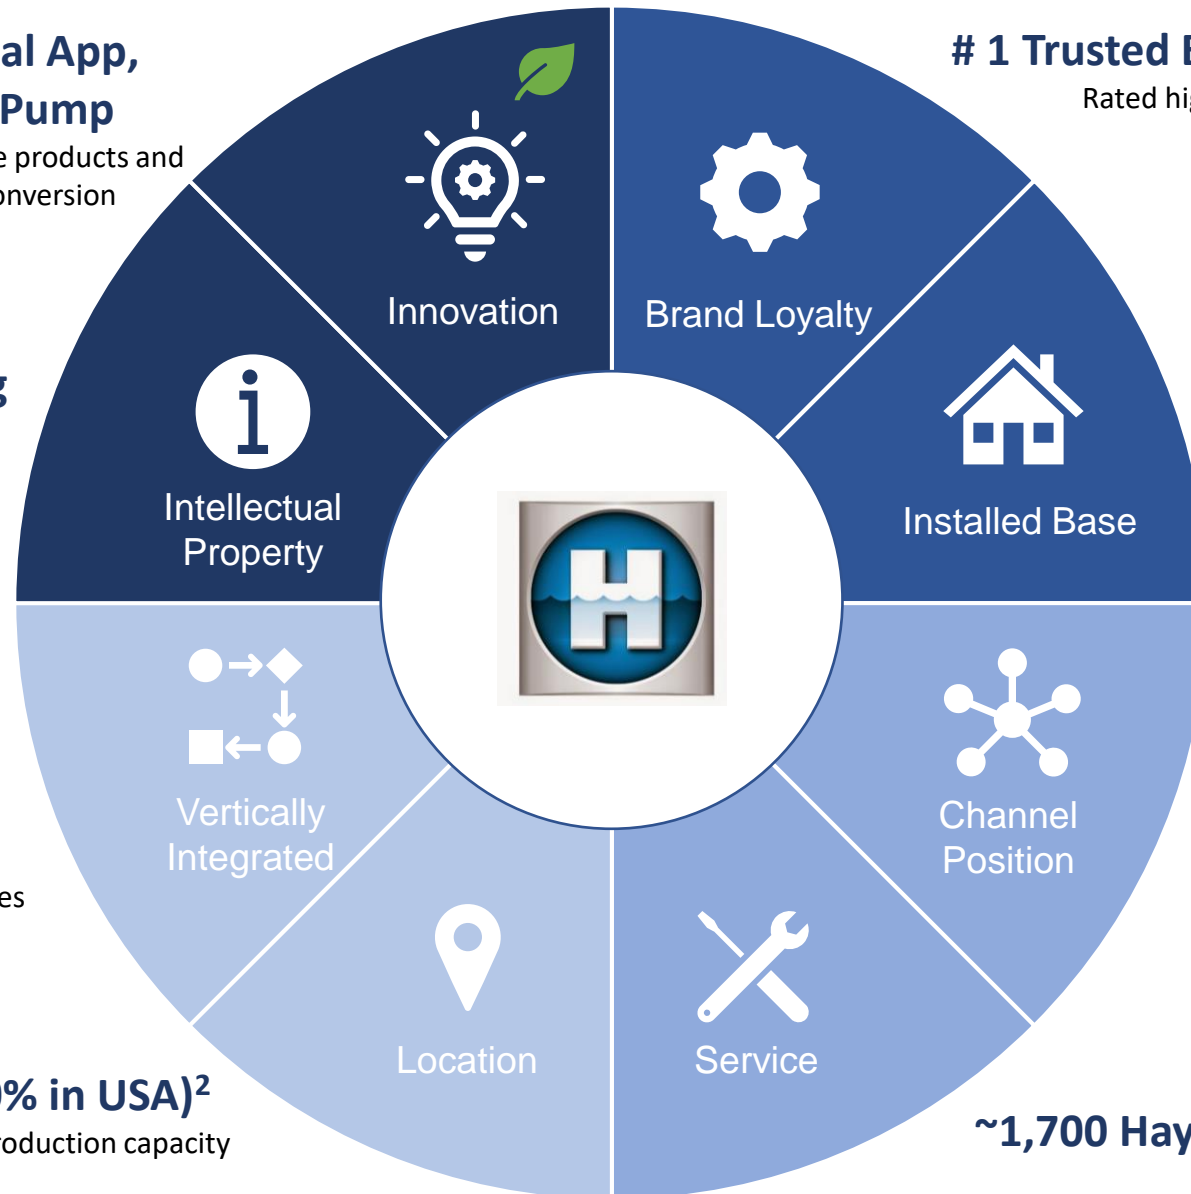 al App,
Pump
e products and
onversion
# 1 Trusted
Rated
Innovation
Brand Loyalty
g
Intellectual
Property
Installed Base
H
Vertically
Integrated
Channel
Position
es
Location
Service
0% in USA)²
roduction capacity
~1,700 Hay